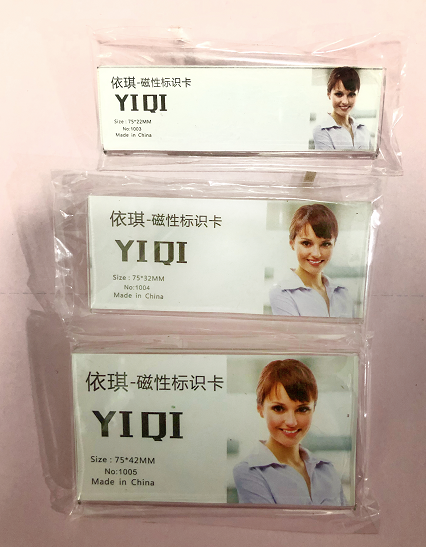 依琪-磁性标识卡
YIQI
Size : 75*22MM
No:1003
Made in China
依琪-磁性标识卡
YIQI
Size : 75*32MM
No:1004
Made in China
依琪-磁性标识卡
YIQI
Size : 75*42MM
No:1005
Made in China